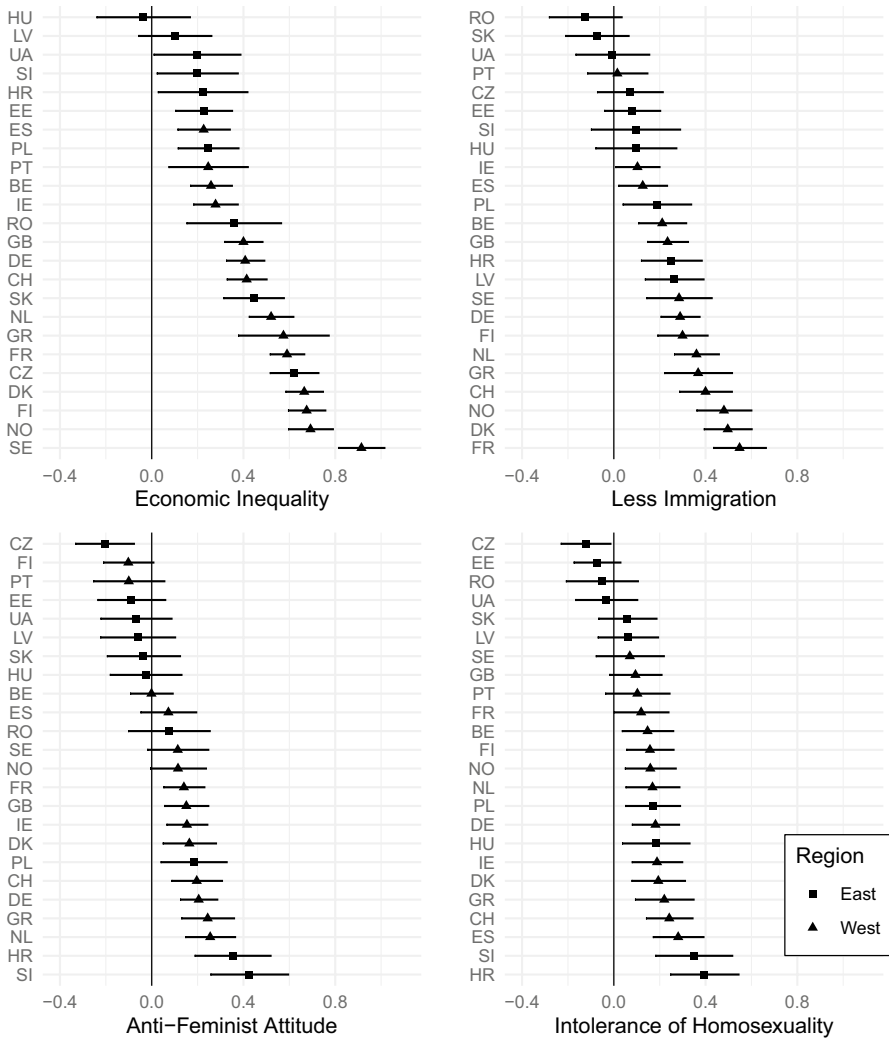 HU
LV
UA
SI
HR
EE
ES
PL
PT
BE
IE
RO
GB
DE
CH
SK
NL
GR
FR
CZ
DK
FI
NO
SE
−0.4 0.0 0.4 0.8
Economic Inequality
RO
SK
UA
PT
CZ
EE
SI
HU
IE
ES
PL
BE
GB
HR
LV
SE
DE
FI
NL
GR
CH
NO
DK
FR
−0.4 0.0 0.4 0.8
Less Immigration
CZ
FI
PT
EE
UA
LV
SK
HU
BE
ES
RO
SE
NO
FR
GB
IE
DK
PL
CH
DE
GR
NL
HR
SI
−0.4 0.0 0.4 0.8
Anti−Feminist Attitude
CZ
EE
RO
UA
SK
LV
SE
GB
PT
FR
BE
FI
NO
NL
PL
DE
HU
IE
DK
GR
CH
ES
SI
HR
−0.4 0.0 0.4 0.8
Intolerance of Homosexuality
Region
East
West